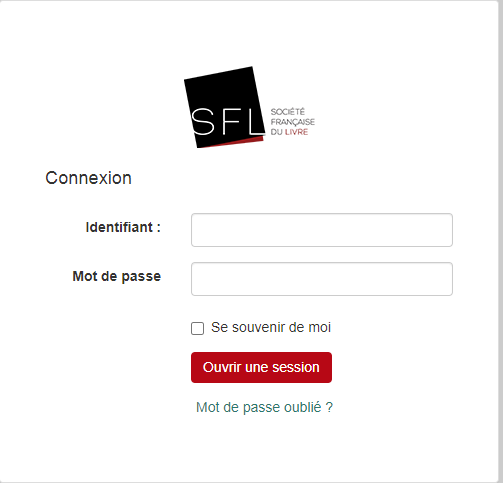 SFL
SOCIÉTÉ
FRANÇAISE
DU LIVRE
Connexion
Identifiant :
Mot de passe
Se souvenir de moi
Ouvrir une session
Mot de passe oublié ?